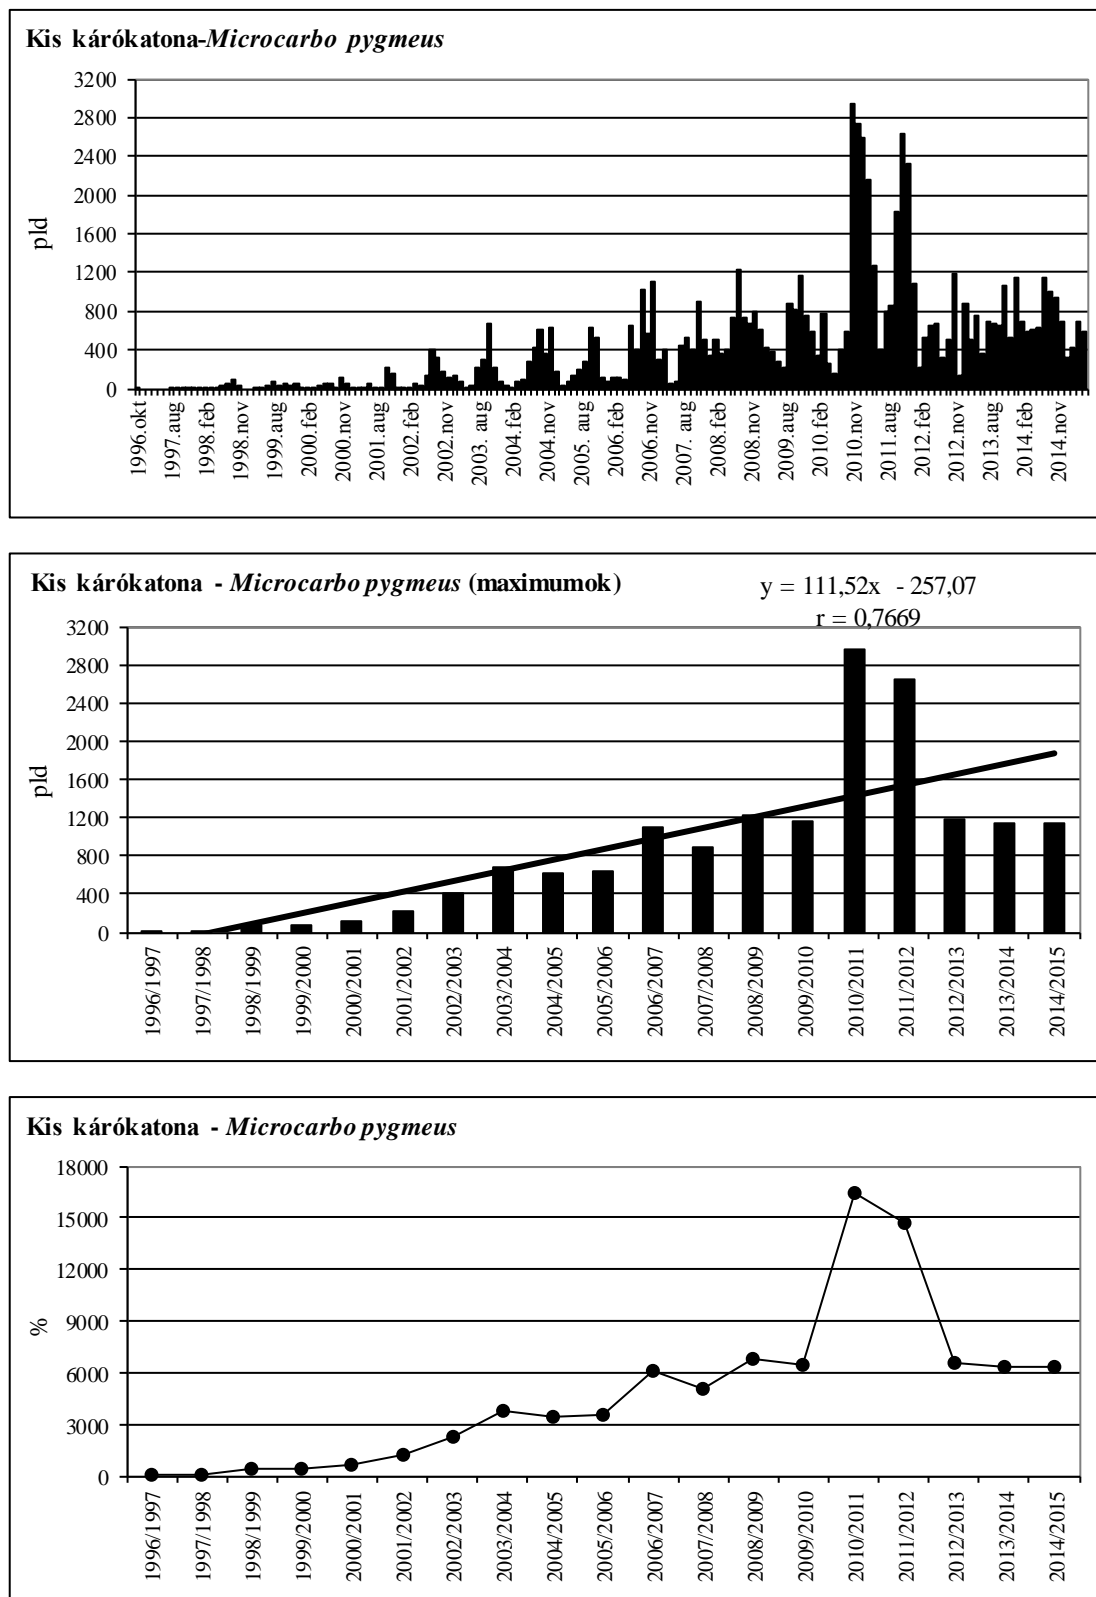 Kis kárókatona-Microcarbo pygmeus
3200
2800
2400
2000
1600
1200
800
400
0
pld
1996.okt
1997.aug
1998.feb
1998.nov
1999.aug
2000.feb
2000.nov
2001.aug
2002.feb
2002.nov
2003. aug
2004.feb
2004.nov
2005. aug
2006.feb
2006.nov
2007. aug
2008.feb
2008.nov
2009.aug
2010.feb
2010.nov
2011.aug
2012.feb
2012.nov
2013.aug
2014.feb
2014.nov
Kis kárókatona - Microcarbo pygmeus (maximumok)
y = 111,52x - 257,07
r = 0,7669
3200
2800
2400
2000
1600
1200
800
400
0
pld
1996/1997
1997/1998
1998/1999
1999/2000
2000/2001
2001/2002
2002/2003
2003/2004
2004/2005
2005/2006
2006/2007
2007/2008
2008/2009
2009/2010
2010/2011
2011/2012
2012/2013
2013/2014
2014/2015
Kis kárókatona - Microcarbo pygmeus
18000
15000
12000
9000
6000
3000
0
%
1996/1997
1997/1998
1998/1999
1999/2000
2000/2001
2001/2002
2002/2003
2003/2004
2004/2005
2005/2006
2006/2007
2007/2008
2008/2009
2009/2010
2010/2011
2011/2012
2012/2013
2013/2014
2014/2015